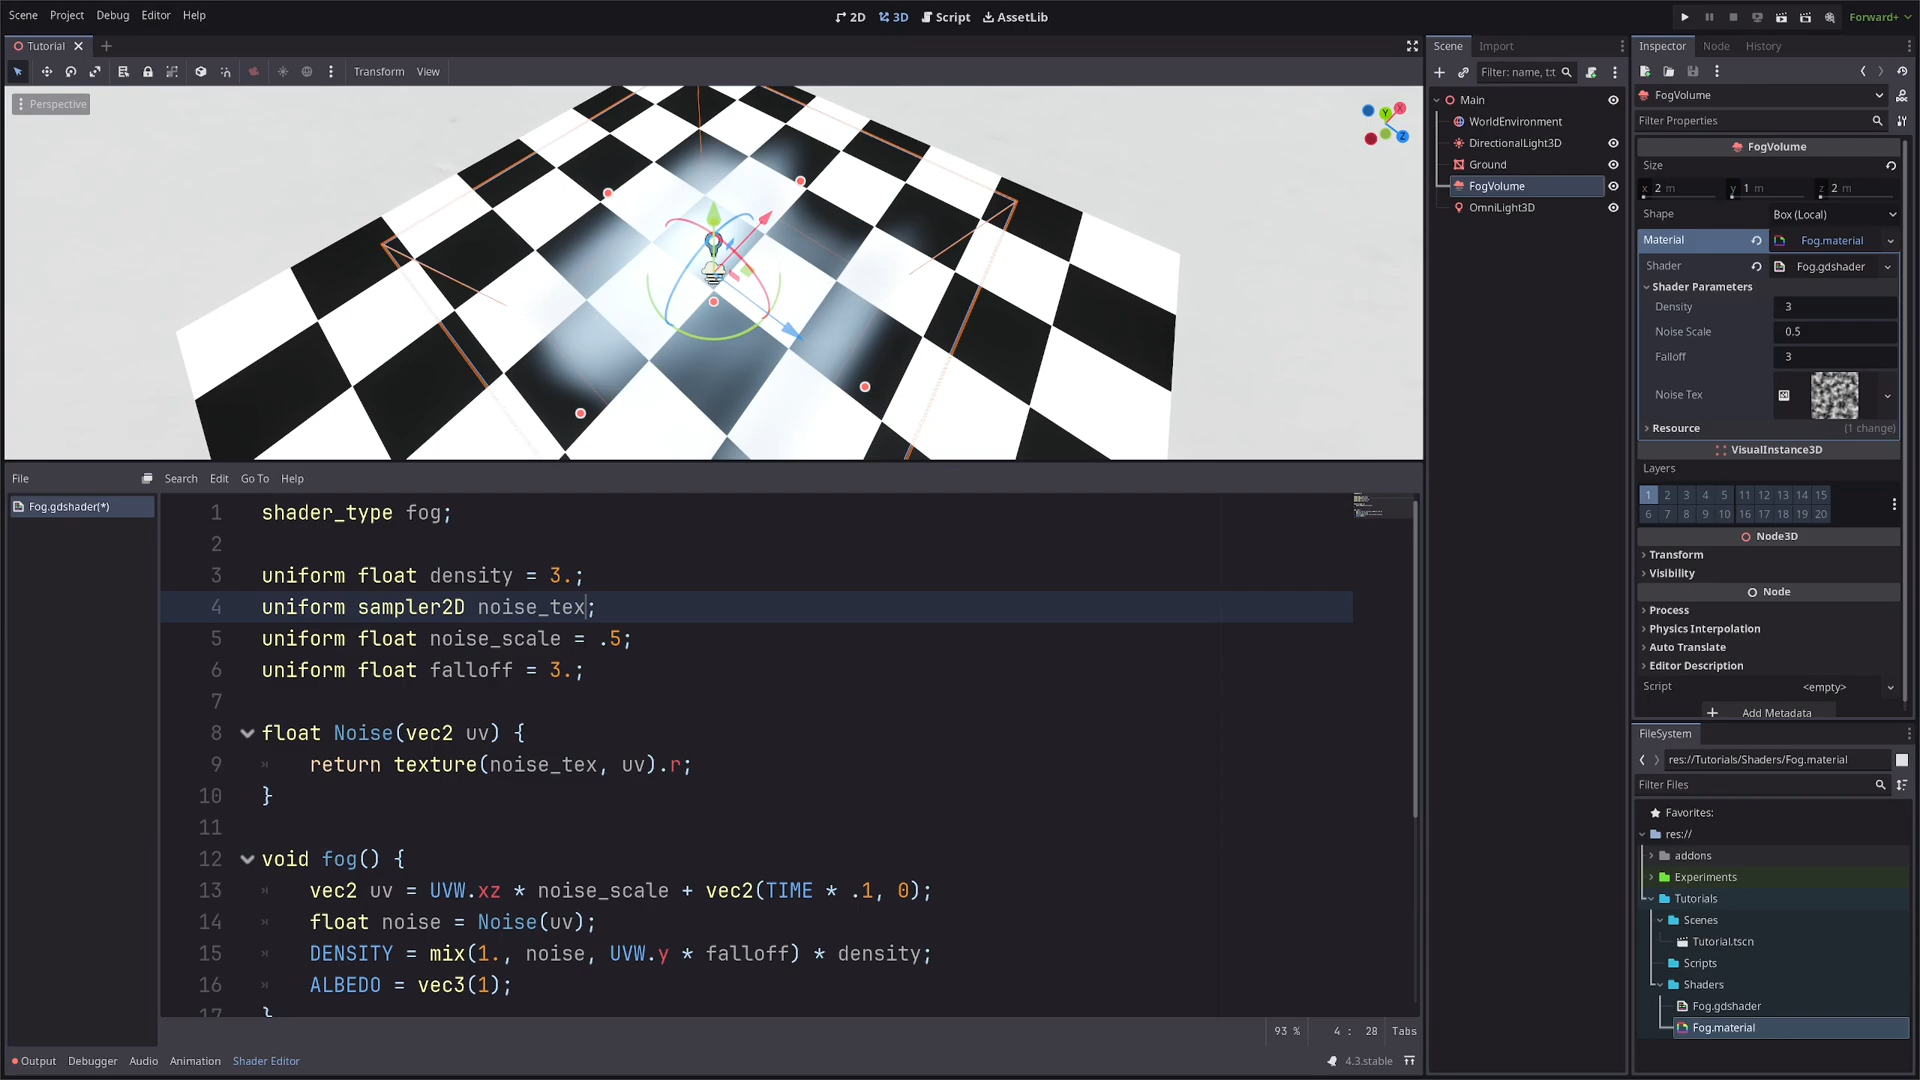 Scene Project Debug Editor Help
2D 3D Script AssetLib
Forward+
Tutorial
Transform View
Perspective
Scene Import
Filter: name, t:t
Main
WorldEnvironment
DirectionalLight3D
Ground
FogVolume
OmniLight3D
Inspector Node History
FogVolume
Filter Properties
FogVolume
Size
x 2 m y 1 m z 2 m
Shape Box (Local)
Material Fog.material
Shader Fog.gdshader
Shader Parameters
Density 3
Noise Scale 0.5
Falloff 3
Noise Tex
Resource (1 change)
VisualInstance3D
Layers
1 2 3 4 5 11 12 13 14 15
6 7 8 9 10 16 17 18 19 20
Node3D
Transform
Visibility
Node
Process
Physics Interpolation
Auto Translate
Editor Description
Script <empty>
Add Metadata
FileSystem
res://Tutorials/Shaders/Fog.material
Filter Files
Favorites:
res://
addons
Experiments
Tutorials
Scenes
Tutorial.tscn
Scripts
Shaders
Fog.gdshader
Fog.material
File Search Edit Go To Help
Fog.gdshader(*)
1 shader_type fog;
2
3 uniform float density = 3.;
4 uniform sampler2D noise_tex;
5 uniform float noise_scale = .5;
6 uniform float falloff = 3.;
7
8 float Noise(vec2 uv) {
9 return texture(noise_tex, uv).r;
10 }
11
12 void fog() {
13 vec2 uv = UVW.xz * noise_scale + vec2(TIME * .1, 0);
14 float noise = Noise(uv);
15 DENSITY = mix(1., noise, UVW.y * falloff) * density;
16 ALBEDO = vec3(1);
17 }
93 % 4 : 28 Tabs
Output Debugger Audio Animation Shader Editor
4.3.stable